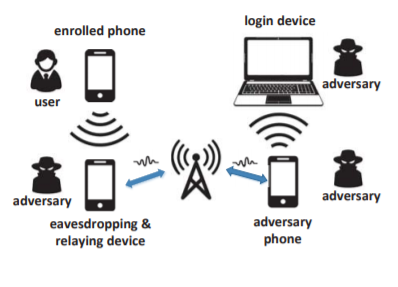 enrolled phone
login device
user
adversary
adversary
eavesdropping &
relaying device
adversary
phone
adversary